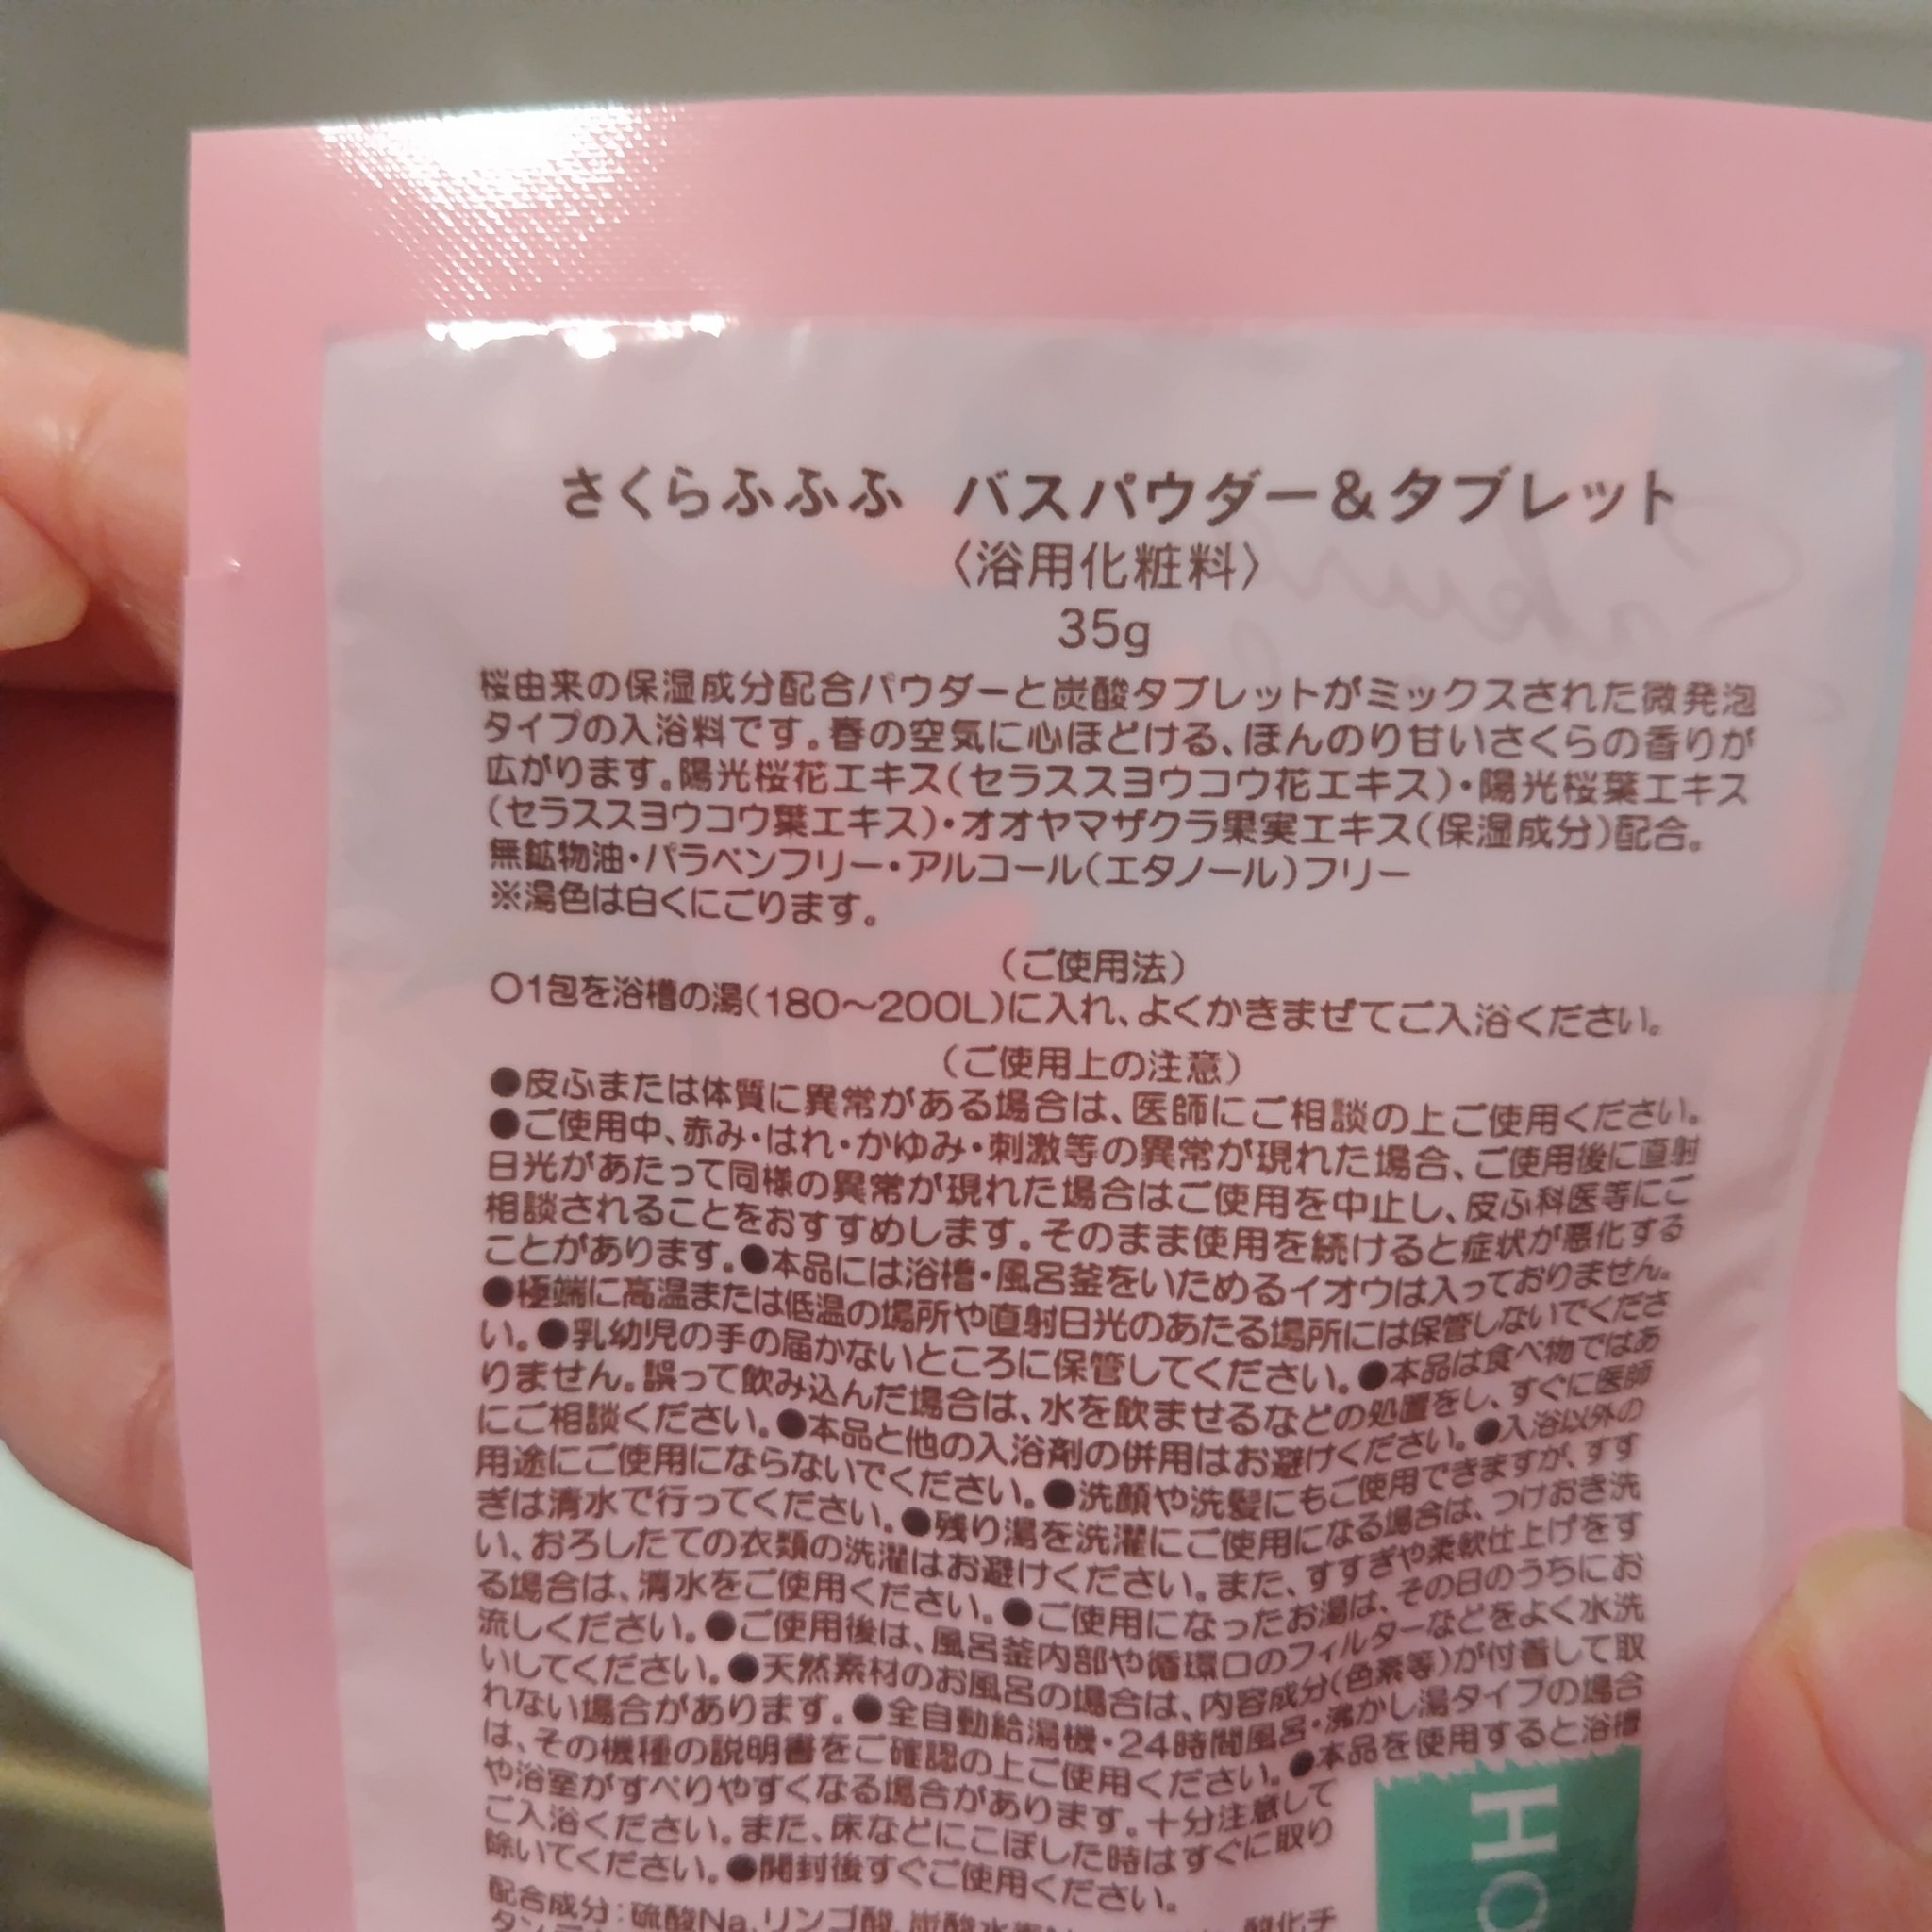 さくらふふふ バスパウダー＆タブレット
〈浴用化粧料〉
35g
桜由来の保湿成分配合パウダーと炭酸タブレットがミックスされた微発泡
タイプの入浴料です。春の空気に心ほどける、ほんのり甘いさくらの香りが
広がります。陽光桜花エキス(セラススヨウコウ花エキス)・陽光桜葉エキス
(セラススヨウコウ葉エキス)・オオヤマザクラ果実エキス(保湿成分)配合。
無鉱物油・パラベンフリー・アルコール(エタノール)フリー
※湯色は白くにごります。
(ご使用法)
○1包を浴槽の湯(180～200L)に入れ、よくかきまぜてご入浴ください。
(ご使用上の注意)
●皮ふまたは体質に異常がある場合は、医師にご相談の上ご使用ください。
●ご使用中、赤み・はれ・かゆみ・刺激等の異常が現れた場合、ご使用後に直射
日光があたって同様の異常が現れた場合はご使用を中止し、皮ふ科医等にご
相談されることをおすすめします。そのまま使用を続けると症状が悪化する
ことがあります。●本品には浴槽・風呂釜をいためるイオウは入っておりません。
●極端に高温または低温の場所や直射日光のあたる場所には保管しないでくださ
い。●乳幼児の手の届かないところに保管してください。●本品は食べ物ではあ
りません。誤って飲み込んだ場合は、水を飲ませるなどの処置をし、すぐに医師
にご相談ください。●本品と他の入浴剤の併用はお避けください。●入浴以外の
用途にご使用にならないでください。●洗顔や洗髪にもご使用できますが、すす
ぎは清水で行ってください。●残り湯を洗濯にご使用になる場合は、つけおき洗
い、おろしたての衣類の洗濯はお避けください。また、すすぎや柔軟仕上げをす
る場合は、清水をご使用ください。●ご使用になったお湯は、その日のうちにお
流しください。●ご使用後は、風呂釜内部や循環口のフィルターなどをよく水洗
いしてください。●天然素材のお風呂の場合は、内容成分(色素等)が付着して取
れない場合があります。●全自動給湯機・24時間風呂・沸かし湯タイプの場合
は、その機種の説明書をご確認の上ご使用ください。●本品を使用すると浴槽
や浴室がすべりやすくなる場合があります。十分注意して
ご入浴ください。また、床などにこぼした時はすぐに取り
除いてください。●開封後すぐご使用ください。
配合成分：硫酸Na、リンゴ酸、酸化チ
HO